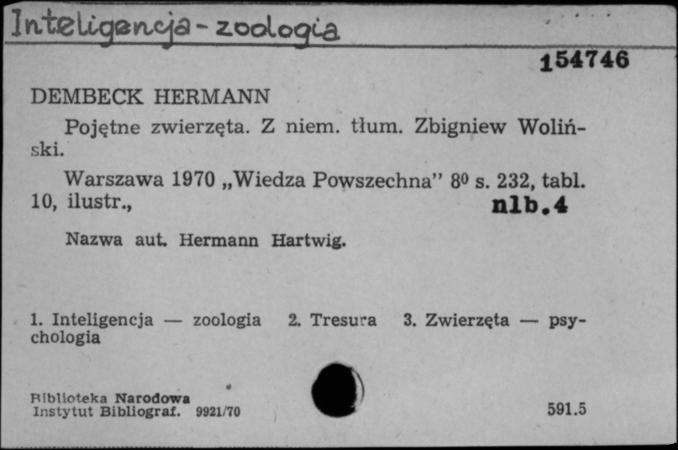 Inteligencja - zoologia
154746
DEMBECK HERMANN
Pojętne zwierzęta. Z niem. tłum. Zbigniew Woliń-
ski.
Warszawa 1970 „Wiedza Powszechna” 8⁰ s. 232, tabl.
10, ilustr., nlb.4
Nazwa aut. Hermann Hartwig.
1. Inteligencja — zoologia 2. Tresura 3. Zwierzęta — psy-
chologia
Biblioteka Narodowa
Instytut Bibliograf. 9921/70 591.5